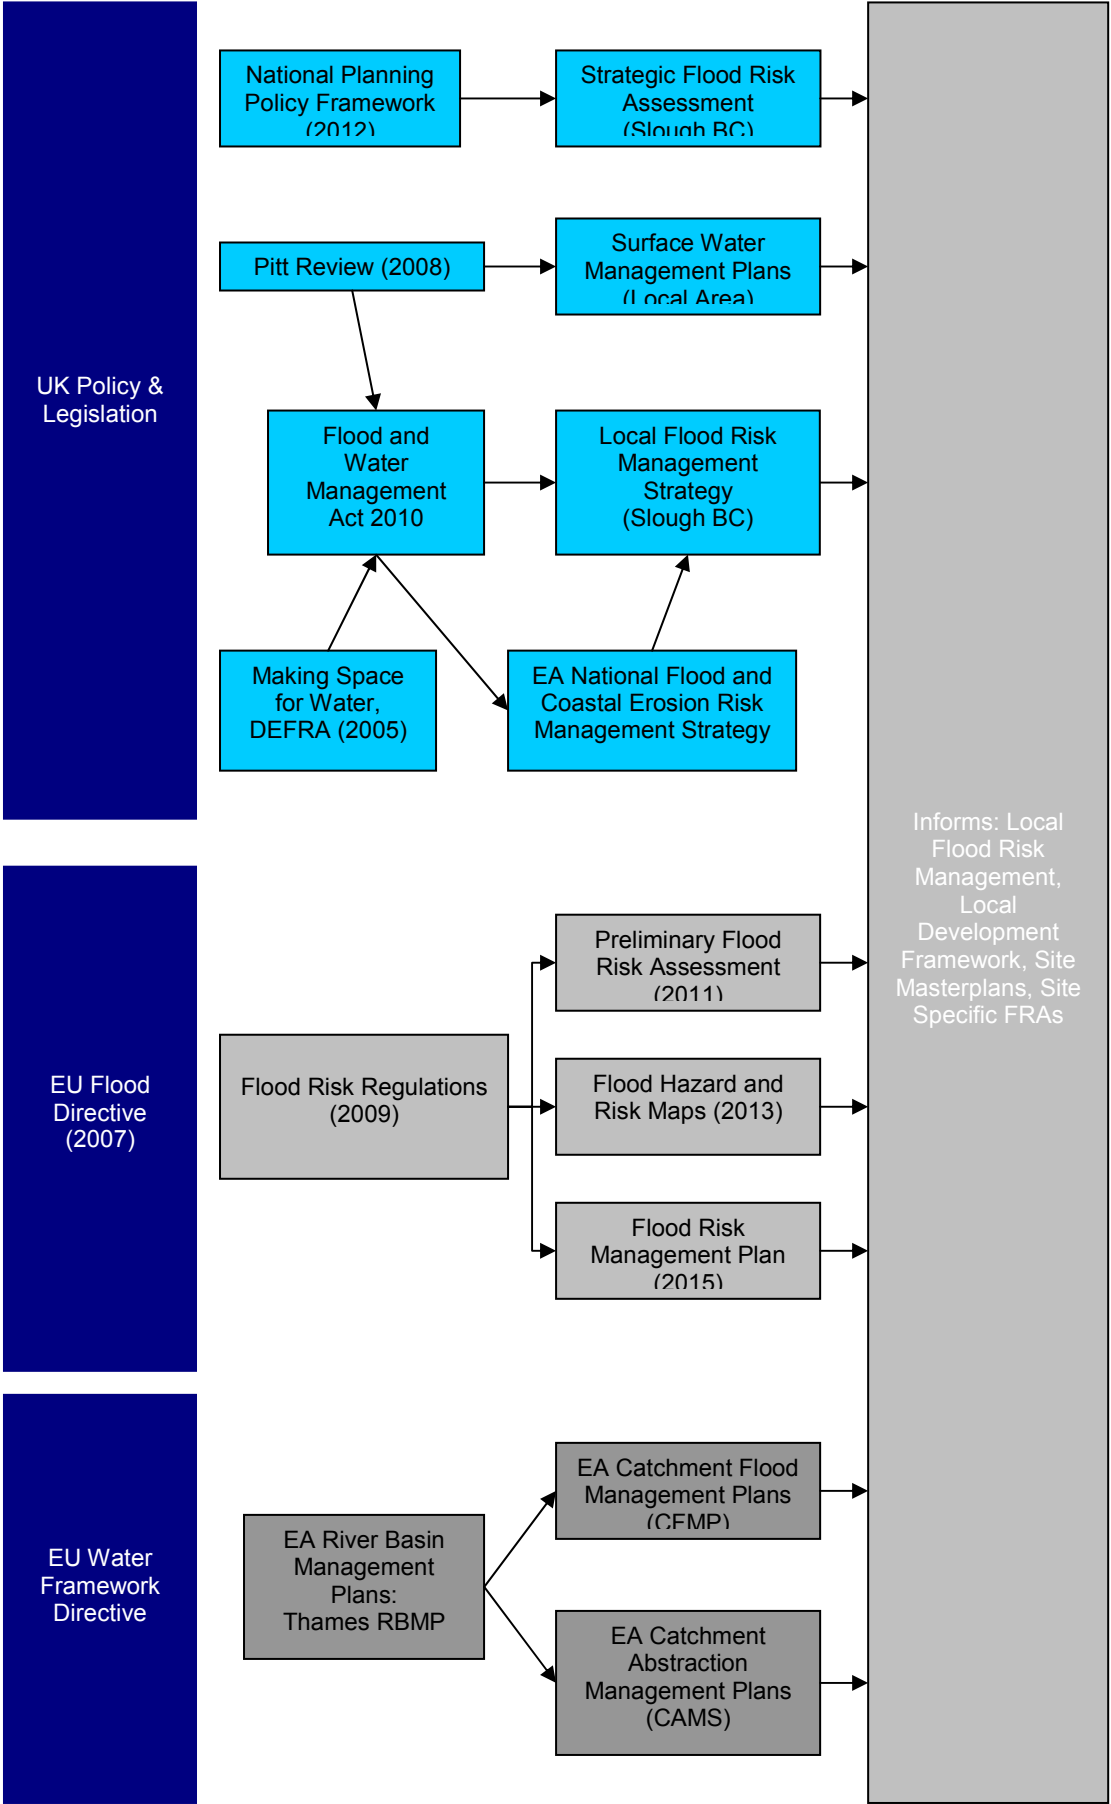 UK Policy &
Legislation
National Planning
Policy Framework
(2012)
Strategic Flood Risk
Assessment
(Slough BC)
Pitt Review (2008)
Surface Water
Management Plans
(Local Area)
Flood and
Water
Management
Act 2010
Local Flood Risk
Management
Strategy
(Slough BC)
Making Space
for Water,
DEFRA (2005)
EA National Flood and
Coastal Erosion Risk
Management Strategy
EU Flood
Directive
(2007)
Flood Risk Regulations
(2009)
Preliminary Flood
Risk Assessment
(2011)
Flood Hazard and
Risk Maps (2013)
Flood Risk
Management Plan
(2015)
EU Water
Framework
Directive
EA River Basin
Management
Plans:
Thames RBMP
EA Catchment Flood
Management Plans
(CFMP)
EA Catchment
Abstraction
Management Plans
(CAMS)
Informs: Local
Flood Risk
Management,
Local
Development
Framework, Site
Masterplans, Site
Specific FRAs